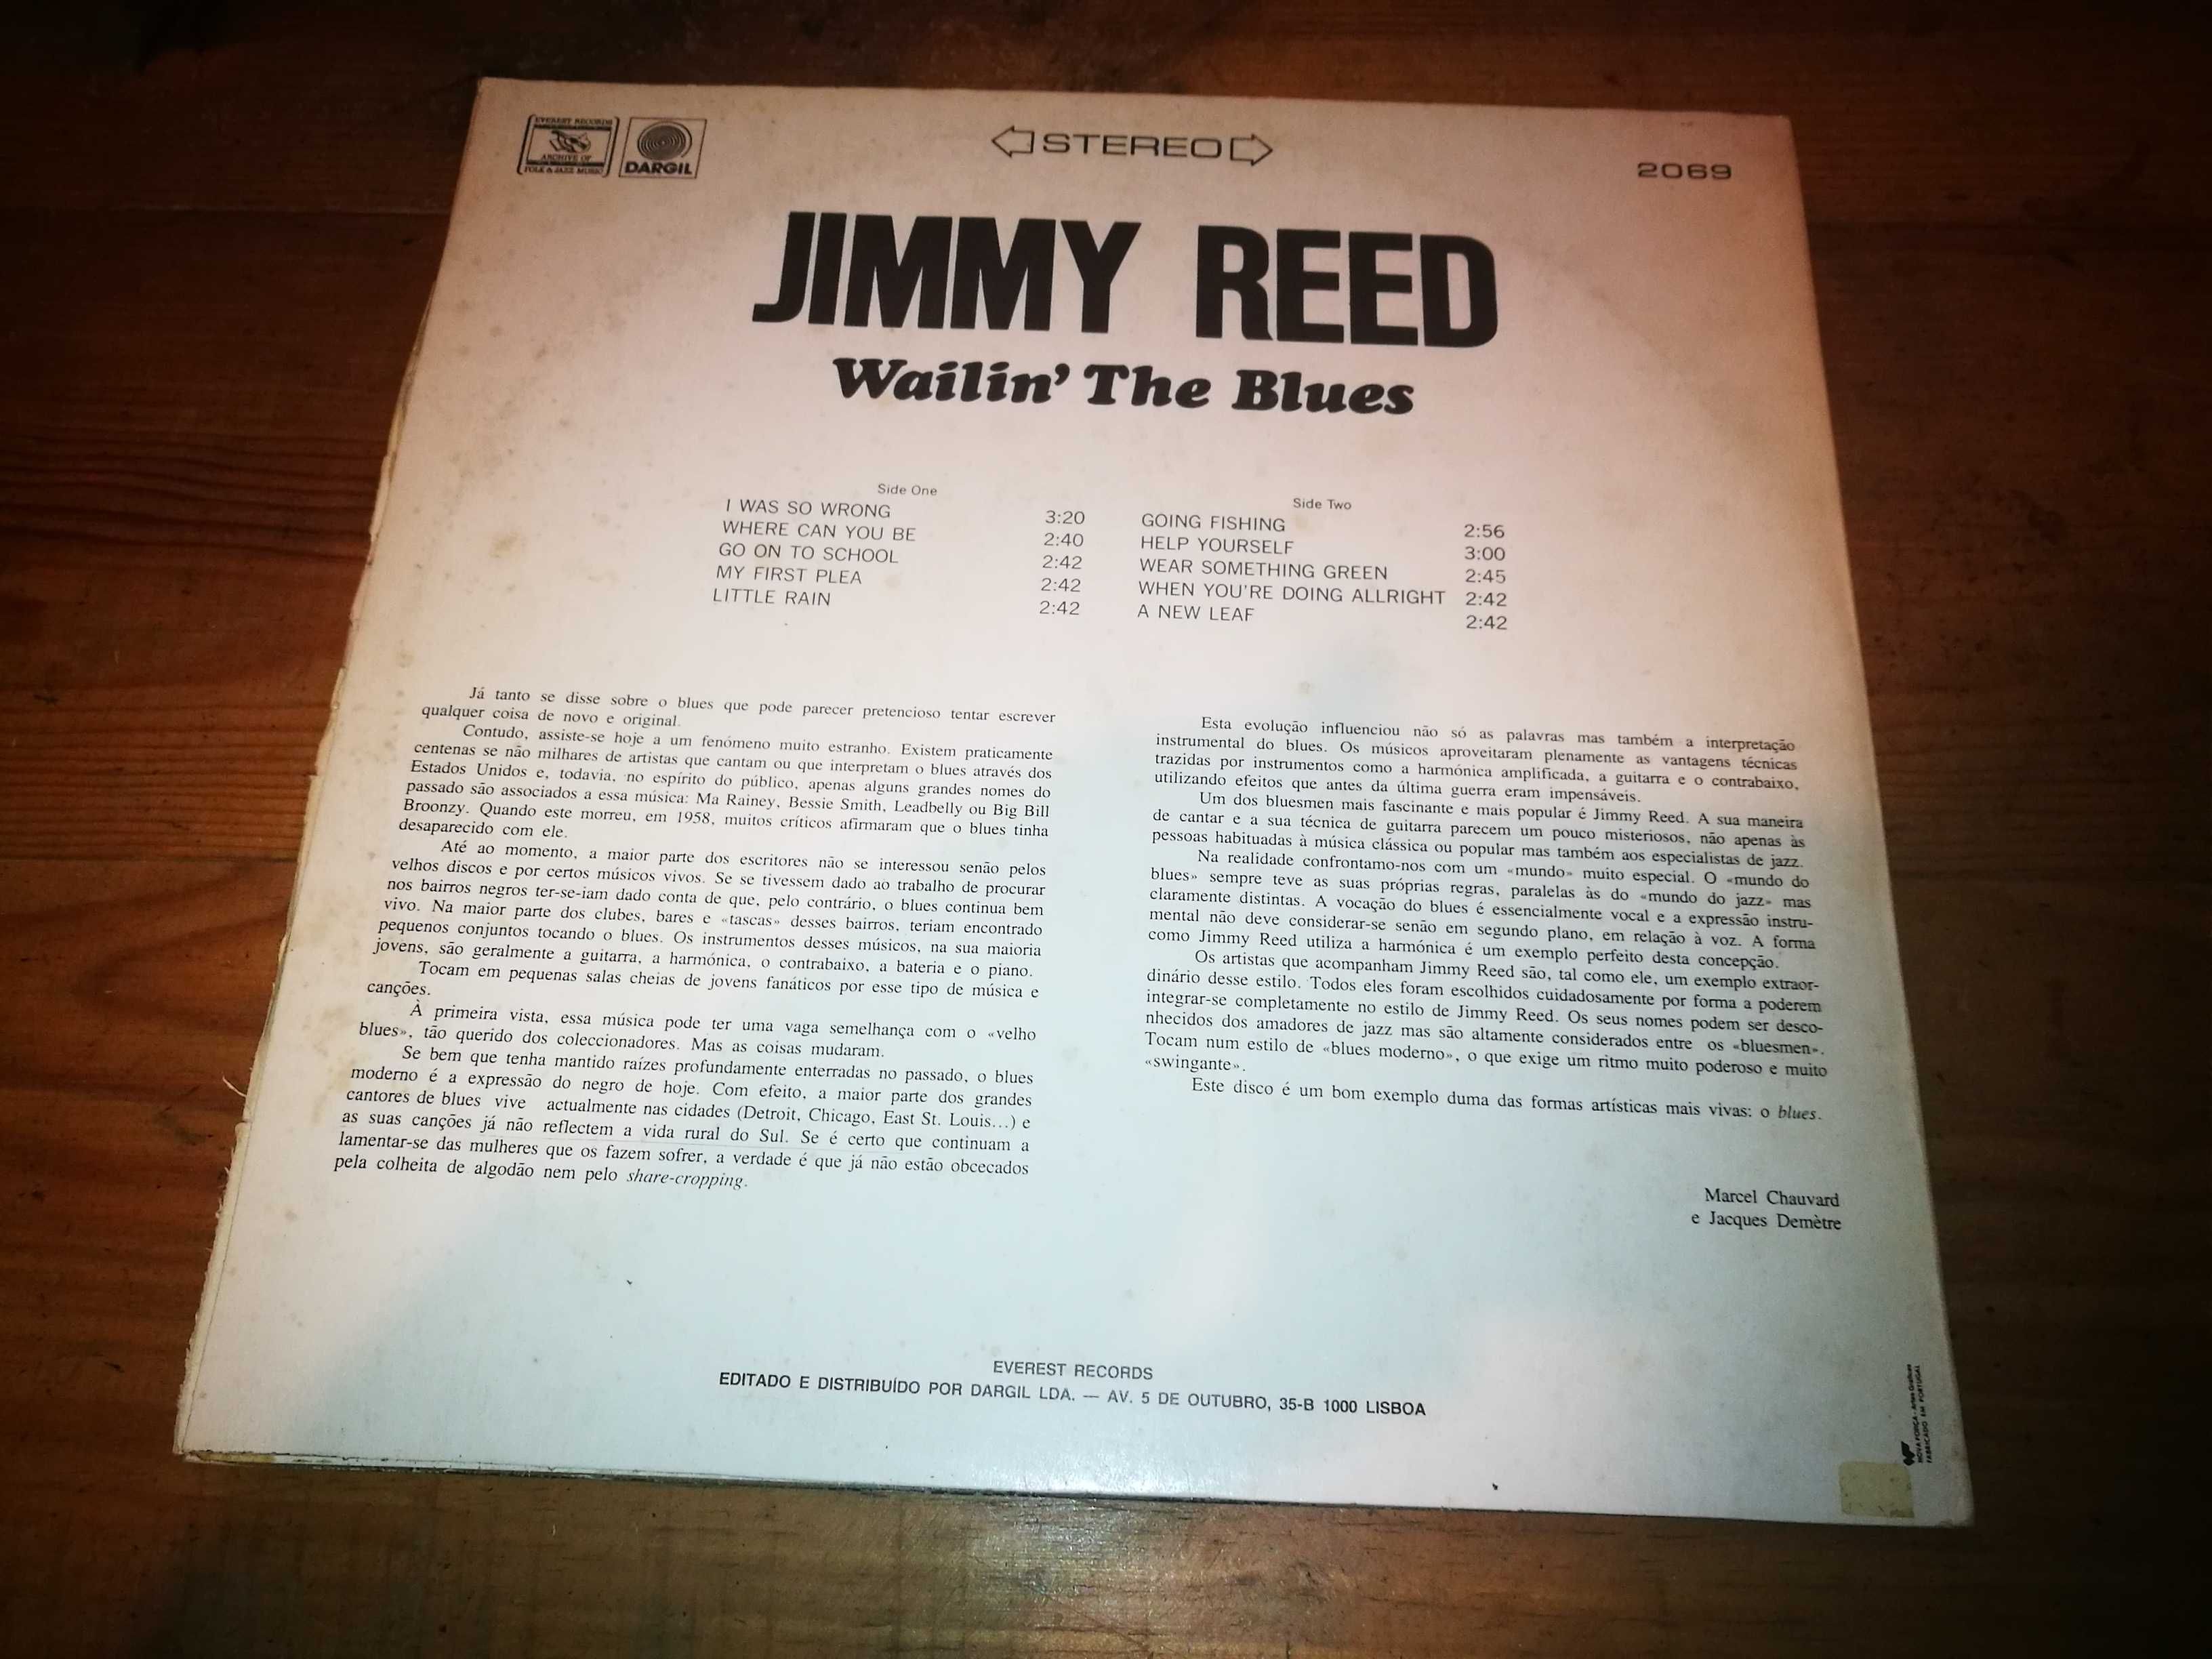 EVEREST RECORDS
ARCHIVE OF
FOLK & JAZZ MUSIC
DARGIL
STEREO
2069
JIMMY REED
Wailin' The Blues
Side One
I WAS SO WRONG 3:20
WHERE CAN YOU BE 2:40
GO ON TO SCHOOL 2:42
MY FIRST PLEA 2:42
LITTLE RAIN 2:42
Side Two
GOING FISHING 2:56
HELP YOURSELF 3:00
WEAR SOMETHING GREEN 2:45
WHEN YOU'RE DOING ALLRIGHT 2:42
A NEW LEAF 2:42
Já tanto se disse sobre o blues que pode parecer pretencioso tentar escrever
qualquer coisa de novo e original.
Contudo, assiste-se hoje a um fenómeno muito estranho. Existem praticamente
centenas se não milhares de artistas que cantam ou que interpretam o blues através dos
Estados Unidos e, todavia, no espírito do público, apenas alguns grandes nomes do
passado são associados a essa música: Ma Rainey, Bessie Smith, Leadbelly ou Big Bill
Broonzy. Quando este morreu, em 1958, muitos críticos afirmaram que o blues tinha
desaparecido com ele.
Até ao momento, a maior parte dos escritores não se interessou senão pelos
velhos discos e por certos músicos vivos. Se se tivessem dado ao trabalho de procurar
nos bairros negros ter-se-iam dado conta de que, pelo contrário, o blues continua bem
vivo. Na maior parte dos clubes, bares e «tascas» desses bairros, teriam encontrado
pequenos conjuntos tocando o blues. Os instrumentos desses músicos, na sua maioria
jovens, são geralmente a guitarra, a harmónica, o contrabaixo, a bateria e o piano.
Tocam em pequenas salas cheias de jovens fanáticos por esse tipo de música e
canções.
À primeira vista, essa música pode ter uma vaga semelhança com o «velho
blues», tão querido dos coleccionadores. Mas as coisas mudaram.
Se bem que tenha mantido raízes profundamente enterradas no passado, o blues
moderno é a expressão do negro de hoje. Com efeito, a maior parte dos grandes
cantores de blues vive actualmente nas cidades (Detroit, Chicago, East St. Louis...) e
as suas canções já não reflectem a vida rural do Sul. Se é certo que continuam a
lamentar-se das mulheres que os fazem sofrer, a verdade é que já não estão obcecados
pela colheita de algodão nem pelo share-cropping.
Esta evolução influenciou não só as palavras mas também a interpretação
instrumental do blues. Os músicos aproveitaram plenamente as vantagens técnicas
trazidas por instrumentos como a harmónica amplificada, a guitarra e o contrabaixo,
utilizando efeitos que antes da última guerra eram impensáveis.
Um dos bluesmen mais fascinante e mais popular é Jimmy Reed. A sua maneira
de cantar e a sua técnica de guitarra parecem um pouco misteriosos, não apenas às
pessoas habituadas à música clássica ou popular mas também aos especialistas de jazz.
Na realidade confrontamo-nos com um «mundo» muito especial. O «mundo do
blues» sempre teve as suas próprias regras, paralelas às do «mundo do jazz» mas
claramente distintas. A vocação do blues é essencialmente vocal e a expressão instru-
mental não deve considerar-se senão em segundo plano, em relação à voz. A forma
como Jimmy Reed utiliza a harmónica é um exemplo perfeito desta concepção.
Os artistas que acompanham Jimmy Reed são, tal como ele, um exemplo extraor-
dinário desse estilo. Todos eles foram escolhidos cuidadosamente por forma a poderem
integrar-se completamente no estilo de Jimmy Reed. Os seus nomes podem ser desco-
nhecidos dos amadores de jazz mas são altamente considerados entre os «bluesmen».
Tocam num estilo de «blues moderno», o que exige um ritmo muito poderoso e muito
«swingante».
Este disco é um bom exemplo duma das formas artísticas mais vivas: o blues.
Marcel Chauvard
e Jacques Demètre
EVEREST RECORDS
EDITADO E DISTRIBUÍDO POR DARGIL LDA. — AV. 5 DE OUTUBRO, 35-B 1000 LISBOA
NOVA FORÇA - Artes Gráficas
FABRICADO EM PORTUGAL